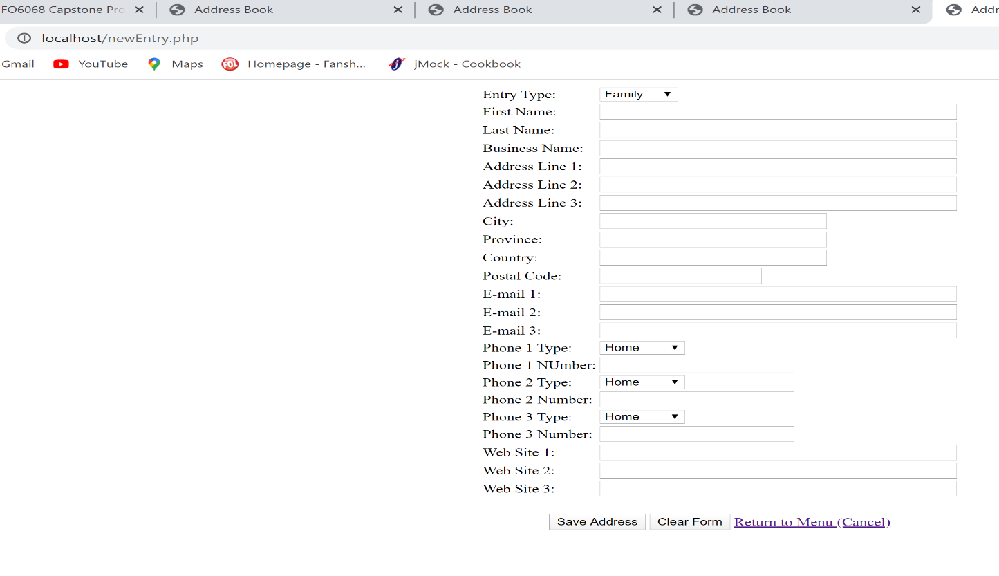 FO6068 Capstone Pro Address Book Address Book Address Book Addr
localhost/newEntry.php
Gmail YouTube Maps FOL Homepage - Fansh... j jMock - Cookbook
Entry Type: Family
First Name:
Last Name:
Business Name:
Address Line 1:
Address Line 2:
Address Line 3:
City:
Province:
Country:
Postal Code:
E-mail 1:
E-mail 2:
E-mail 3:
Phone 1 Type: Home
Phone 1 NUmber:
Phone 2 Type: Home
Phone 2 Number:
Phone 3 Type: Home
Phone 3 Number:
Web Site 1:
Web Site 2:
Web Site 3:
Save Address Clear Form Return to Menu (Cancel)